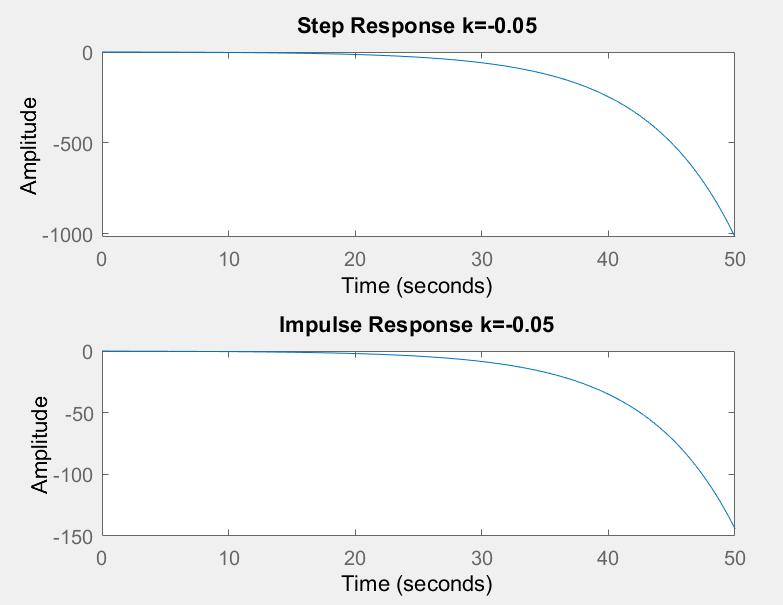 Step Response k=-0.05
0
-500
-1000
Amplitude
0 10 20 30 40 50
Time (seconds)
Impulse Response k=-0.05
0
-50
-100
-150
Amplitude
0 10 20 30 40 50
Time (seconds)